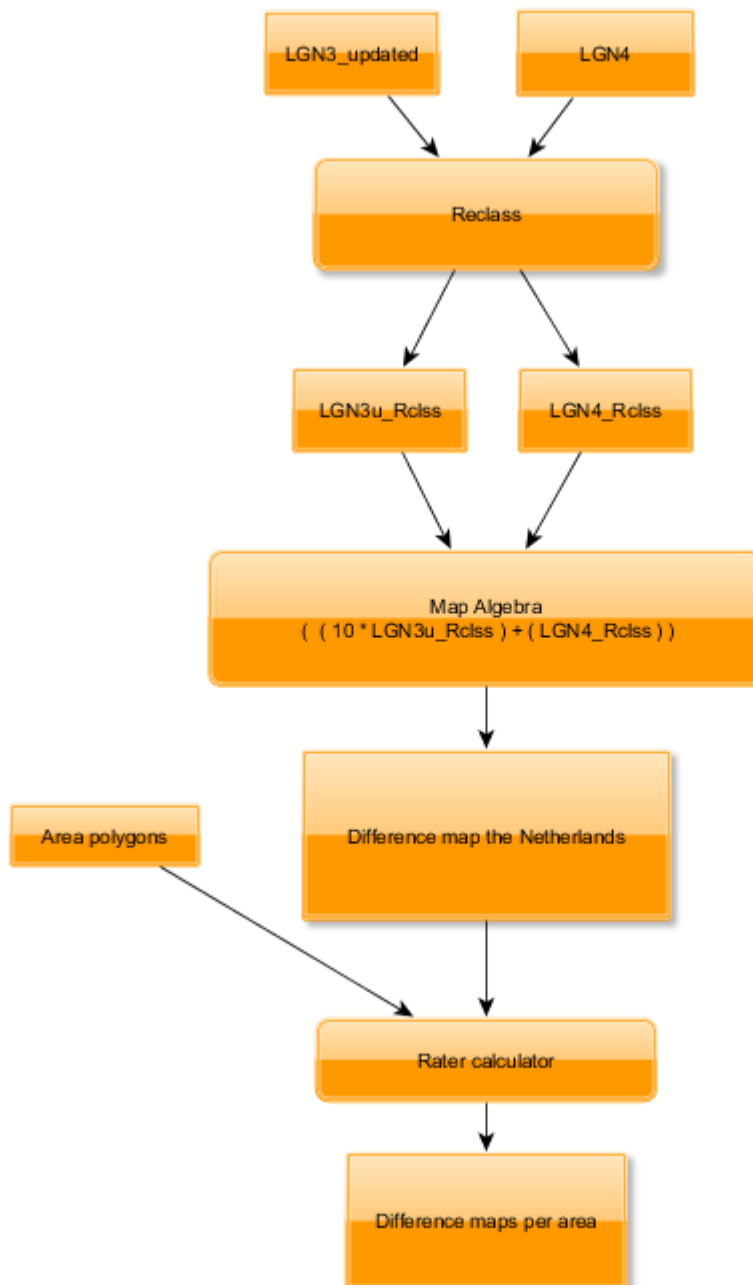 LGN3_updated
LGN4
Reclass
LGN3u_Rclss
LGN4_Rclss
Map Algebra
( ( 10 * LGN3u_Rclss ) + ( LGN4_Rclss ) )
Area polygons
Difference map the Netherlands
Rater calculator
Difference maps per area